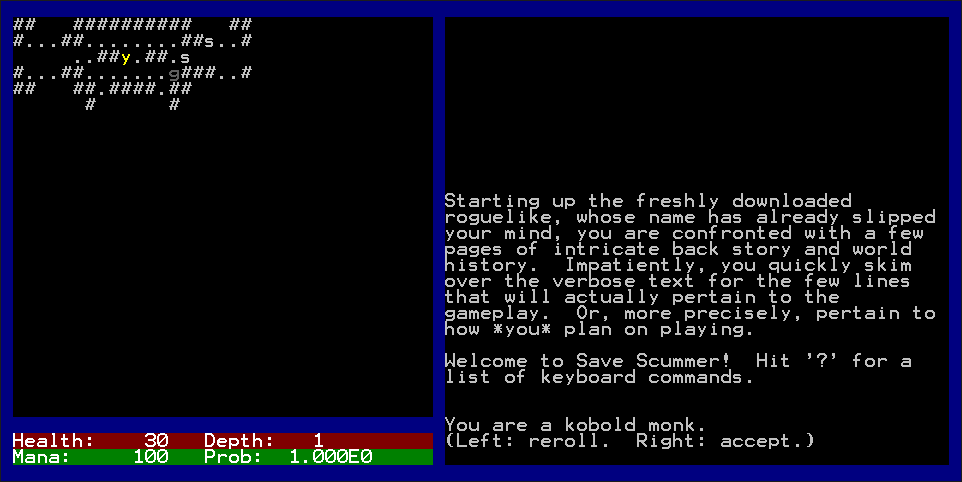 ##   ##########   ##
#...##........##s..#
     ..##y.##.s
#...##.......g###..#
##   ##.####.##
      #      #
Starting up the freshly downloaded
roguelike, whose name has already slipped
your mind, you are confronted with a few
pages of intricate back story and world
history.  Impatiently, you quickly skim
over the verbose text for the few lines
that will actually pertain to the
gameplay.  Or, more precisely, pertain to
how *you* plan on playing.
Welcome to Save Scummer!  Hit '?' for a
list of keyboard commands.
You are a kobold monk.
(Left: reroll.  Right: accept.)
Health:    30   Depth:   1
Mana:     100   Prob:  1.000E0